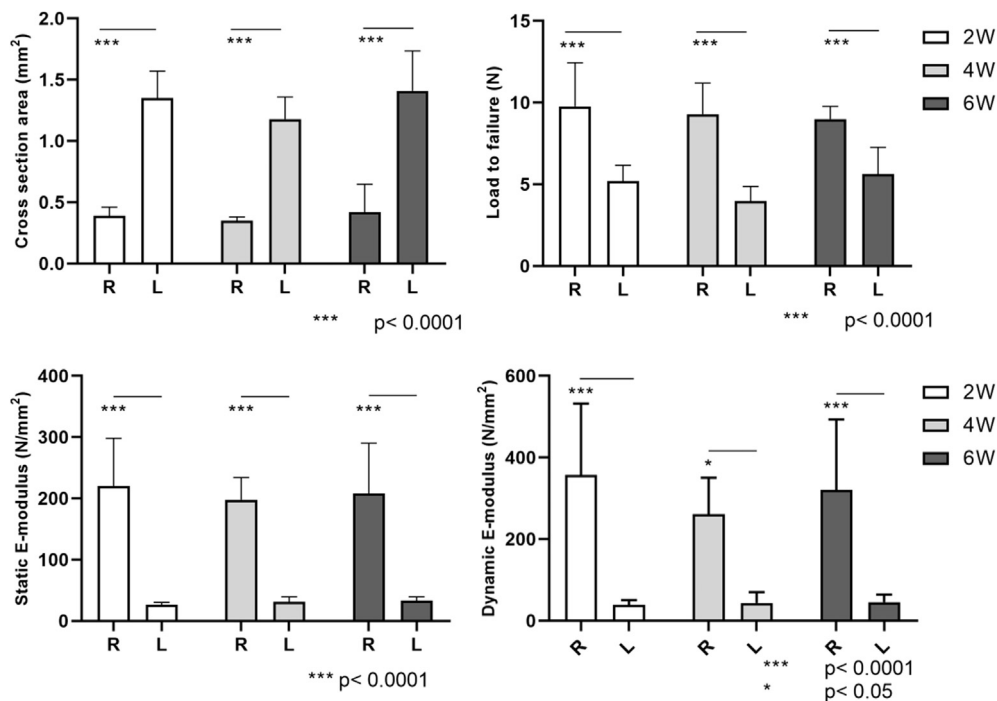 Cross section area (mm²)
2.0
1.5
1.0
0.5
0.0
*** *** ***
R L R L R L
*** p< 0.0001
Load to failure (N)
15
10
5
0
*** *** ***
R L R L R L
*** p< 0.0001
2W
4W
6W
Static E-modulus (N/mm²)
400
300
200
100
0
*** *** ***
R L R L R L
*** p< 0.0001
Dynamic E-modulus (N/mm²)
600
400
200
0
*** * ***
R L R L R L
*** p< 0.0001
* p< 0.05
2W
4W
6W